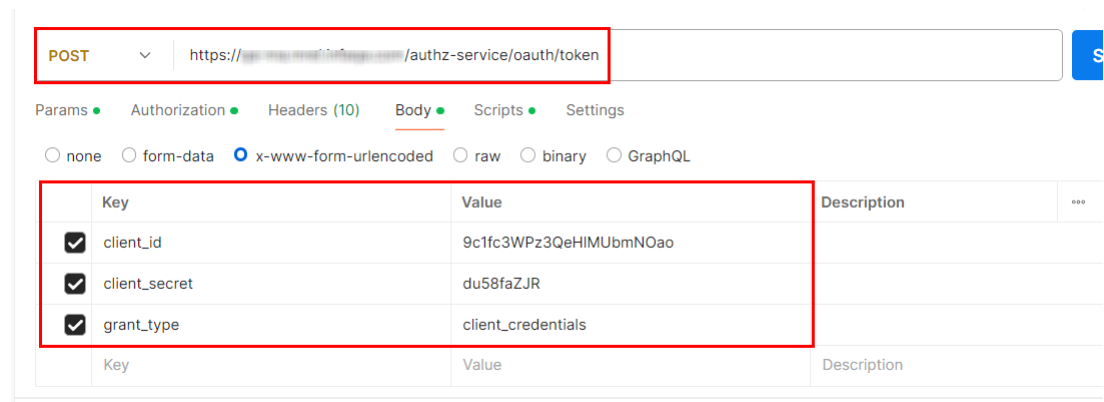 POST https:// /authz-service/oauth/token S
Params Authorization Headers (10) Body Scripts Settings
none form-data x-www-form-urlencoded raw binary GraphQL
Key Value Description
client_id 9c1fc3WPz3QeHlMUbmNOao
client_secret du58faZJR
grant_type client_credentials
Key Value Description